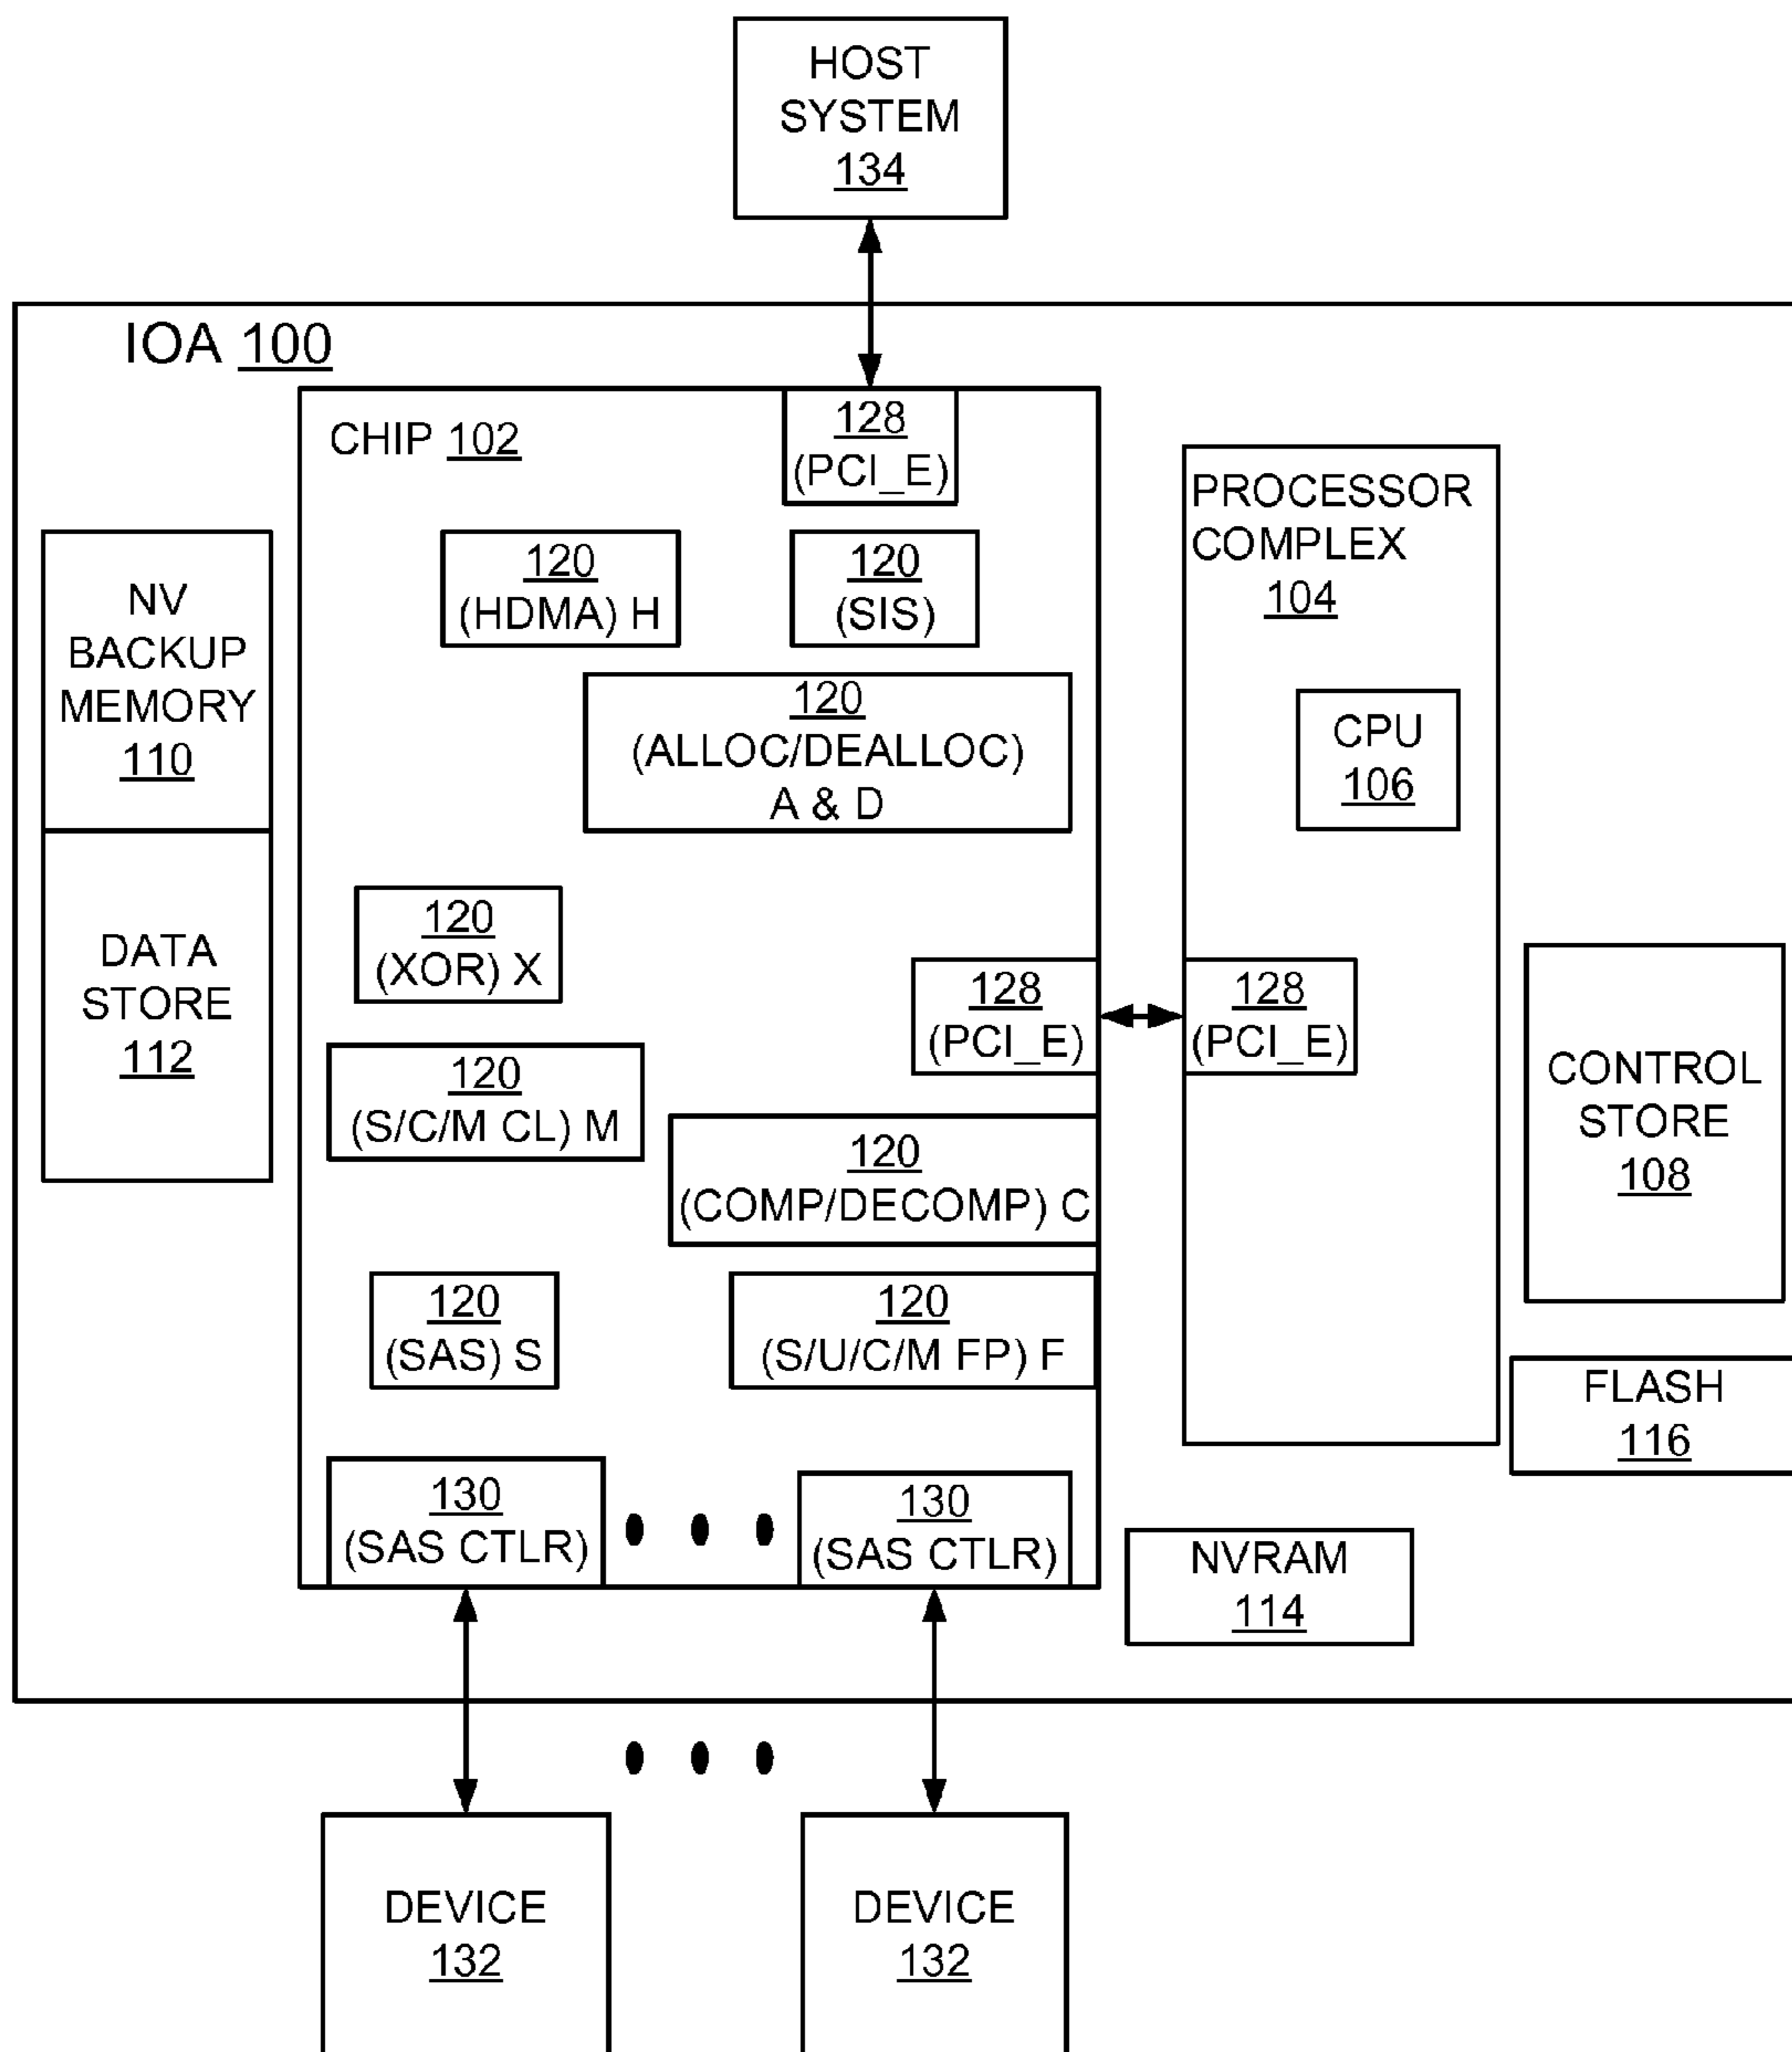 HOST
SYSTEM
134
IOA 100
CHIP 102
128
(PCI_E)
PROCESSOR
COMPLEX
104
NV
BACKUP
MEMORY
110
120
(HDMA) H
120
(SIS)
120
(ALLOC/DEALLOC)
A & D
CPU
106
DATA
STORE
112
120
(XOR) X
128
(PCI_E)
128
(PCI_E)
CONTROL
STORE
108
120
(S/C/M CL) M
120
(COMP/DECOMP) C
120
(SAS) S
120
(S/U/C/M FP) F
FLASH
116
130
(SAS CTLR)
130
(SAS CTLR)
NVRAM
114
DEVICE
132
DEVICE
132